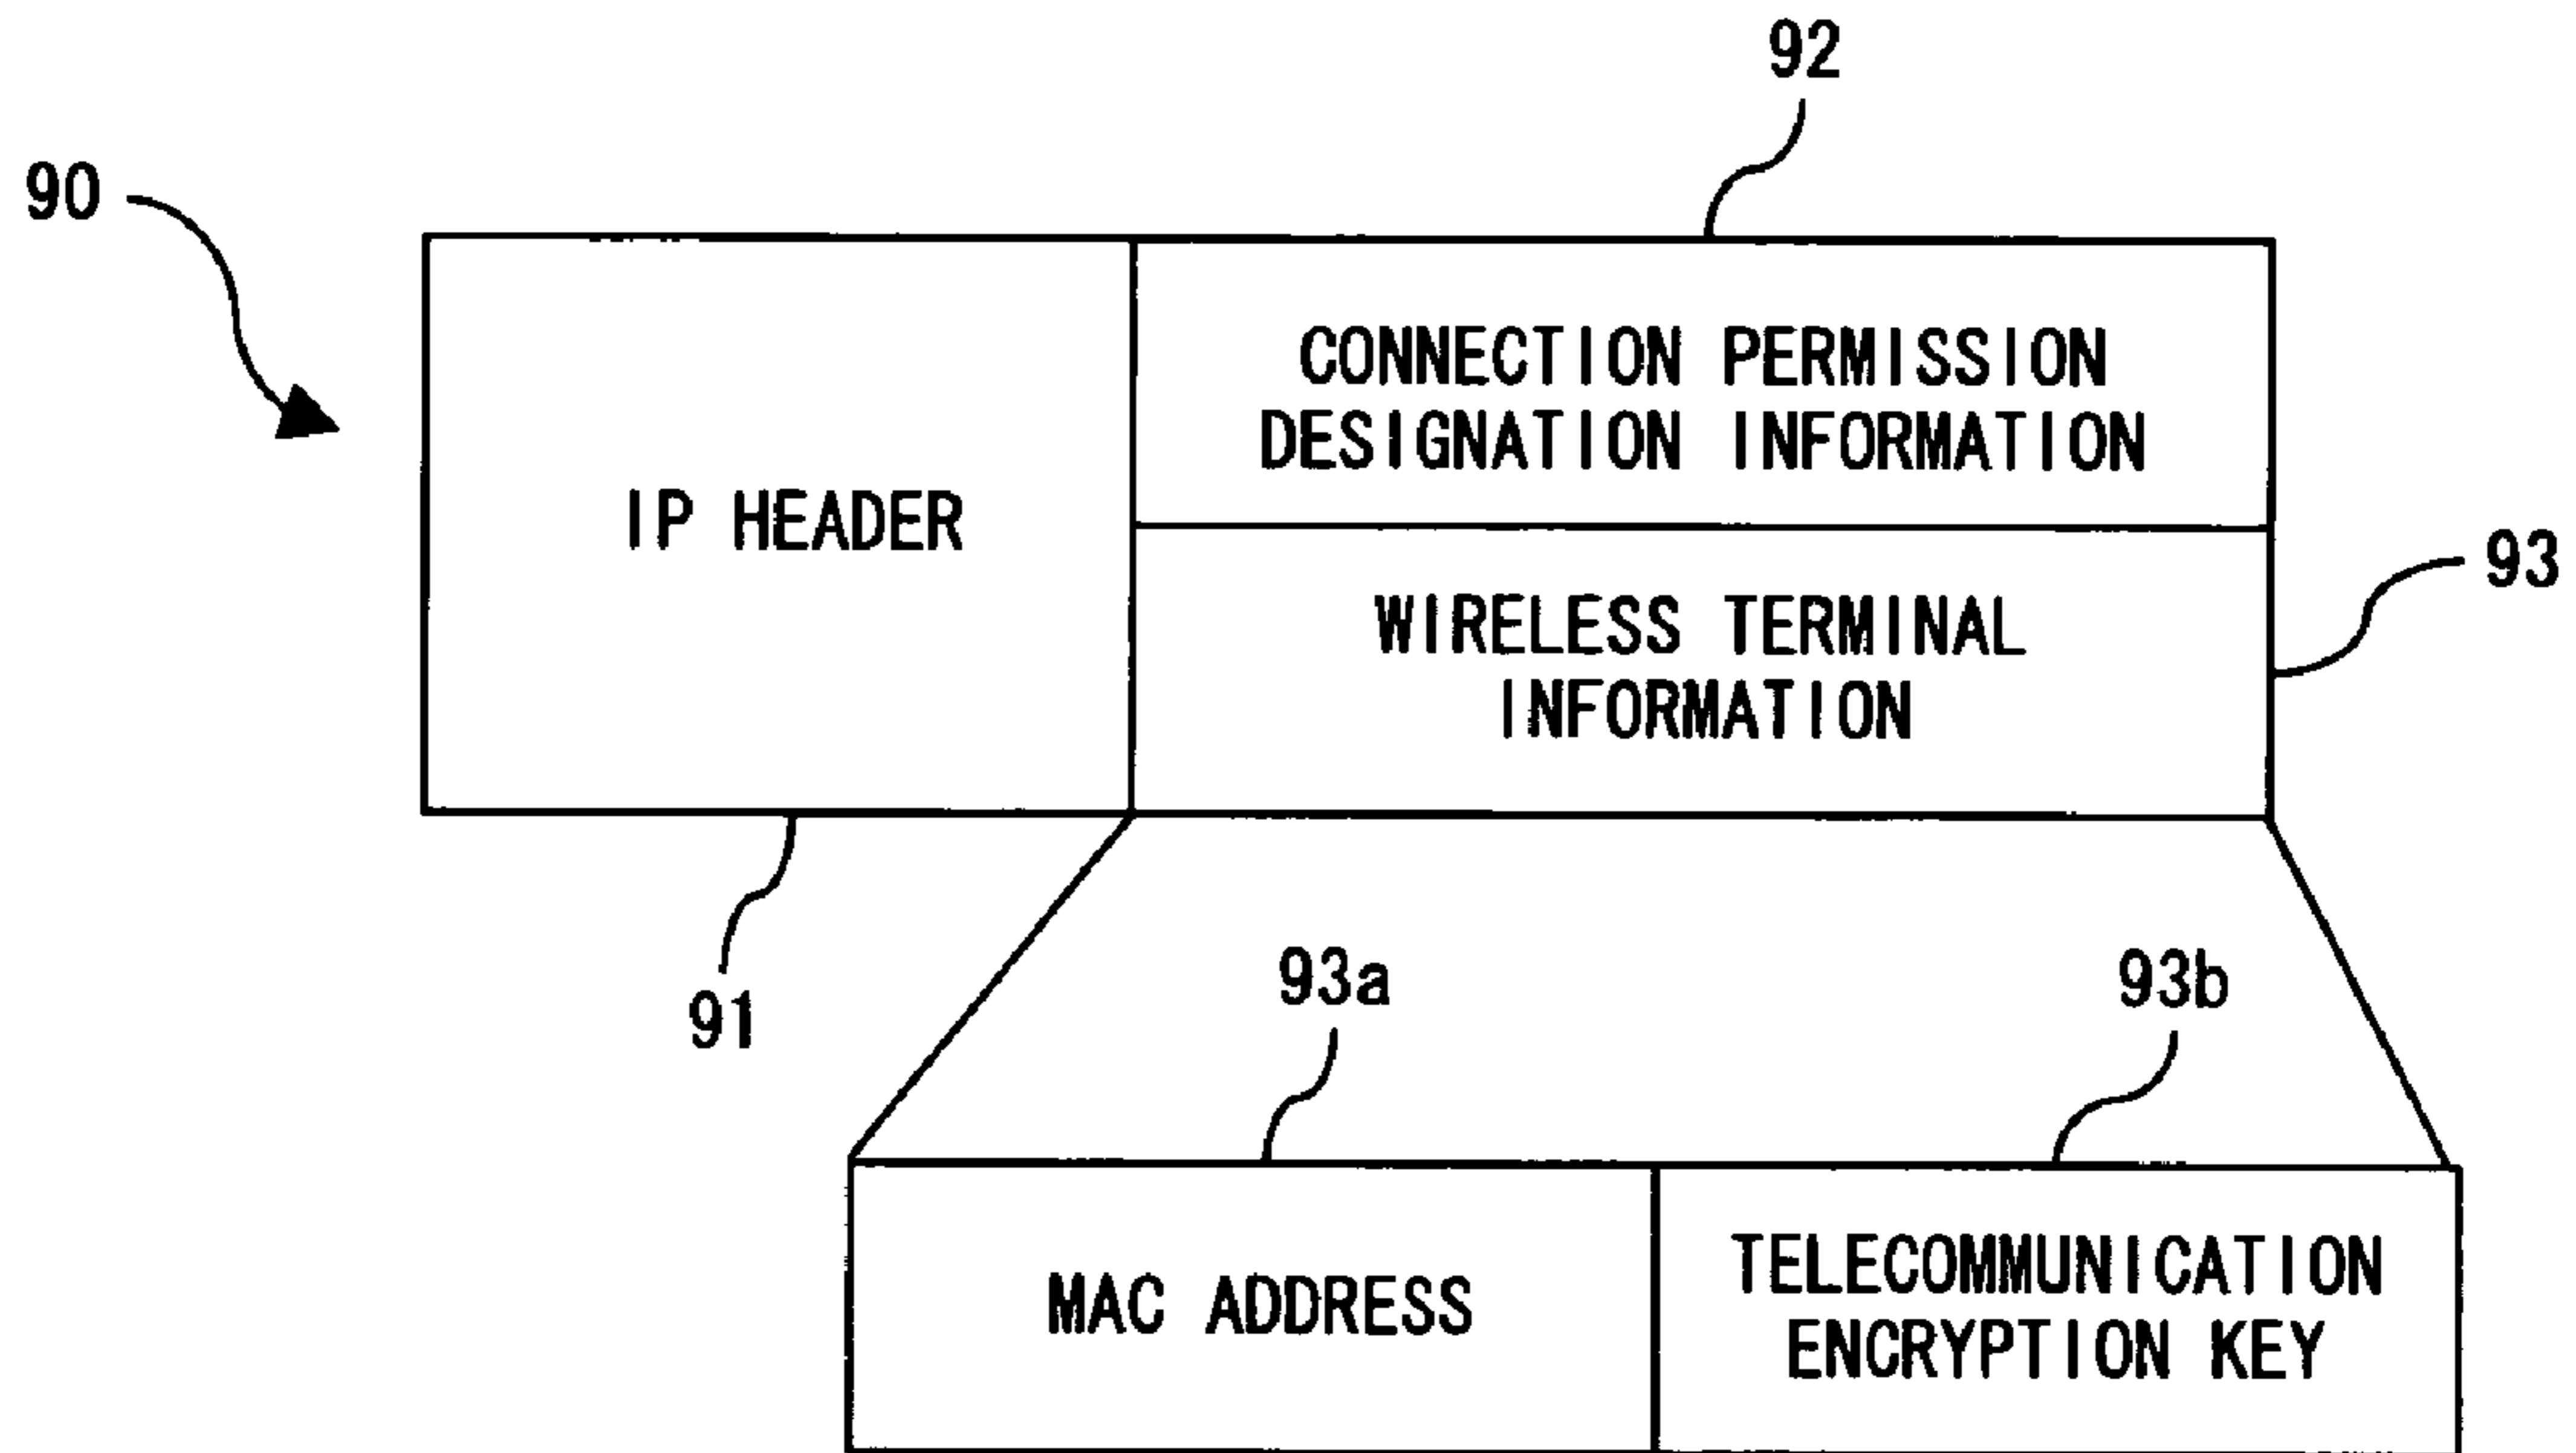 92
90
CONNECTION PERMISSION
DESIGNATION INFORMATION
IP HEADER
93
WIRELESS TERMINAL
INFORMATION
91
93a
93b
MAC ADDRESS
TELECOMMUNICATION
ENCRYPTION KEY